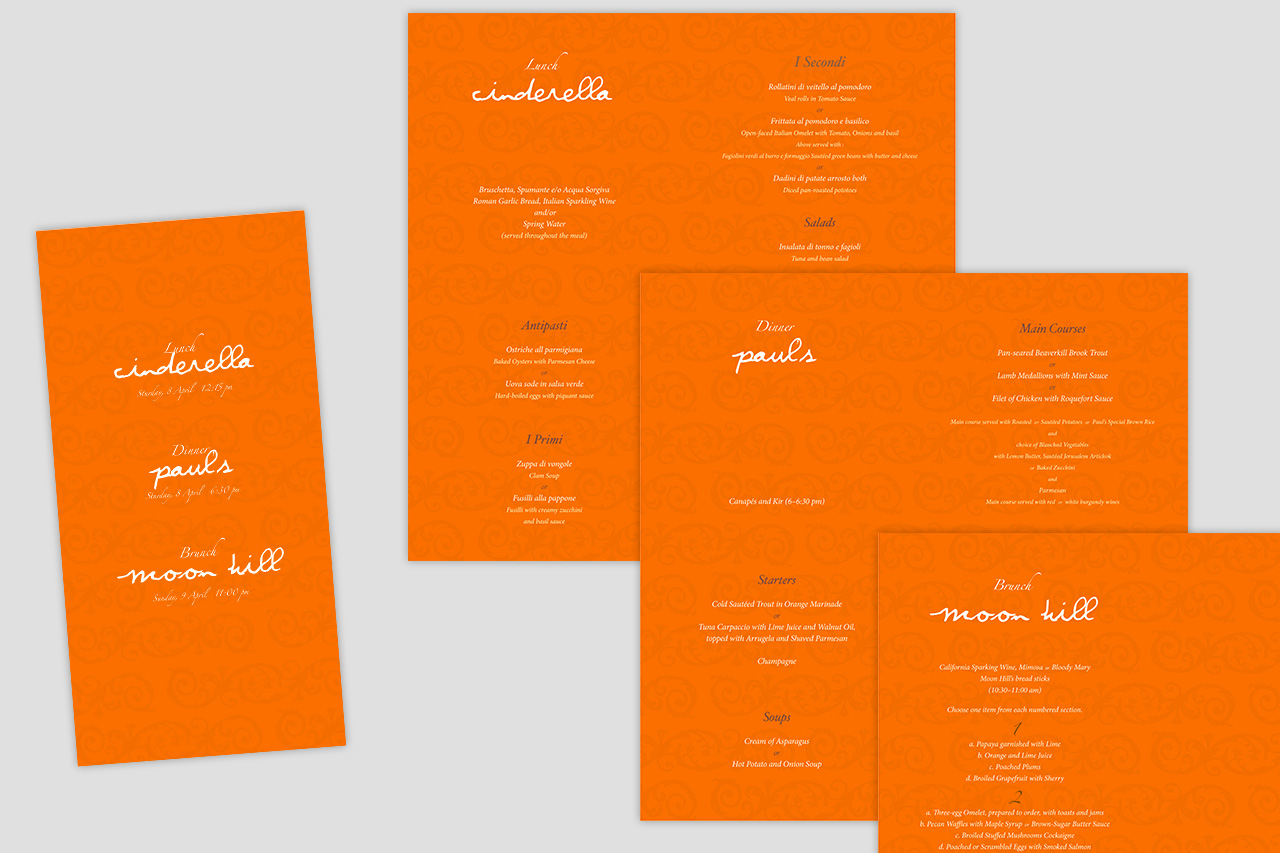 Lunch
cinderella
Sturday, 8 April 12:15 pm
Dinner
paul's
Sturday, 8 April 6:30 pm
Brunch
moon hill
Sunday, 9 April 11:00 pm
Lunch
cinderella
Bruschetta, Spumante e/o Acqua Sorgiva
Roman Garlic Bread, Italian Sparkling Wine
and/or
Spring Water
(served throughout the meal)
Antipasti
Ostriche all parmigiana
Baked Oysters with Parmesan Cheese
or
Uova sode in salsa verde
Hard-boiled eggs with piquant sauce
I Primi
Zuppa di vongole
Clam Soup
or
Fusilli alla pappone
Fusilli with creamy zucchini
and basil sauce
I Secondi
Rollatini di veitello al pomodoro
Veal rolls in Tomato Sauce
or
Frittata al pomodoro e basilico
Open-faced Italian Omelet with Tomato, Onions and basil
Above served with :
Fagiolini verdi al burro e formaggio Sautéed green beans with butter and cheese
or
Dadini di patate arrosto both
Diced pan-roasted pototoes
Salads
Insalata di tonno e fagioli
Tuna and bean salad
Dinner
paul's
Canapés and Kir (6–6:30 pm)
Starters
Cold Sautéed Trout in Orange Marinade
or
Tuna Carpaccio with Lime Juice and Walnut Oil,
topped with Arrugela and Shaved Parmesan
Champagne
Soups
Cream of Asparagus
or
Hot Potato and Onion Soup
Main Courses
Pan-seared Beaverkill Brook Trout
or
Lamb Medallions with Mint Sauce
or
Filet of Chicken with Roquefort Sauce
Main course served with Roasted or Sautéed Potatoes or Paul's Special Brown Rice
and
choice of Blanched Vegetables
with Lemon Butter, Sautéed Jerusalem Artichok
or Baked Zucchini
and
Parmesan
Main course served with red or white burgundy wines
Brunch
moon hill
California Sparking Wine, Mimosa or Bloody Mary
Moon Hill's bread sticks
(10:30–11:00 am)
Choose one item from each numbered section.
1
a. Papaya garnished with Lime
b. Orange and Lime Juice
c. Poached Plums
d. Broiled Grapefruit with Sherry
2
a. Three-egg Omelet, prepared to order, with toasts and jams
b. Pecan Waffles with Maple Syrup or Brown-Sugar Butter Sauce
c. Broiled Stuffed Mushrooms Cockaigne
d. Poached or Scrambled Eggs with Smoked Salmon